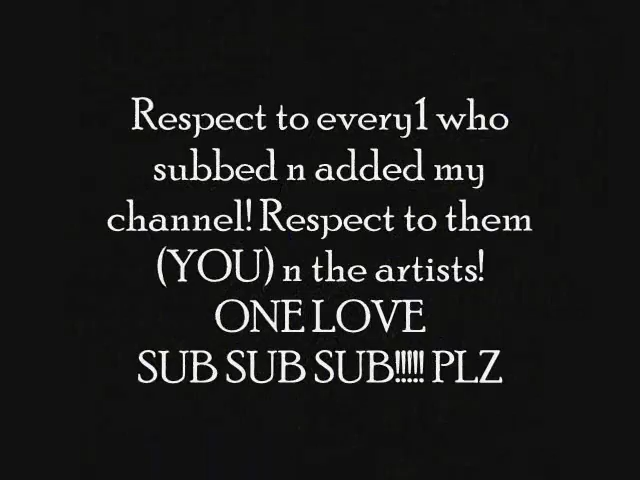 Respect to every1 who
subbed n added my
channel! Respect to them
(YOU) n the artists!
ONE LOVE
SUB SUB SUB!!!!! PLZ